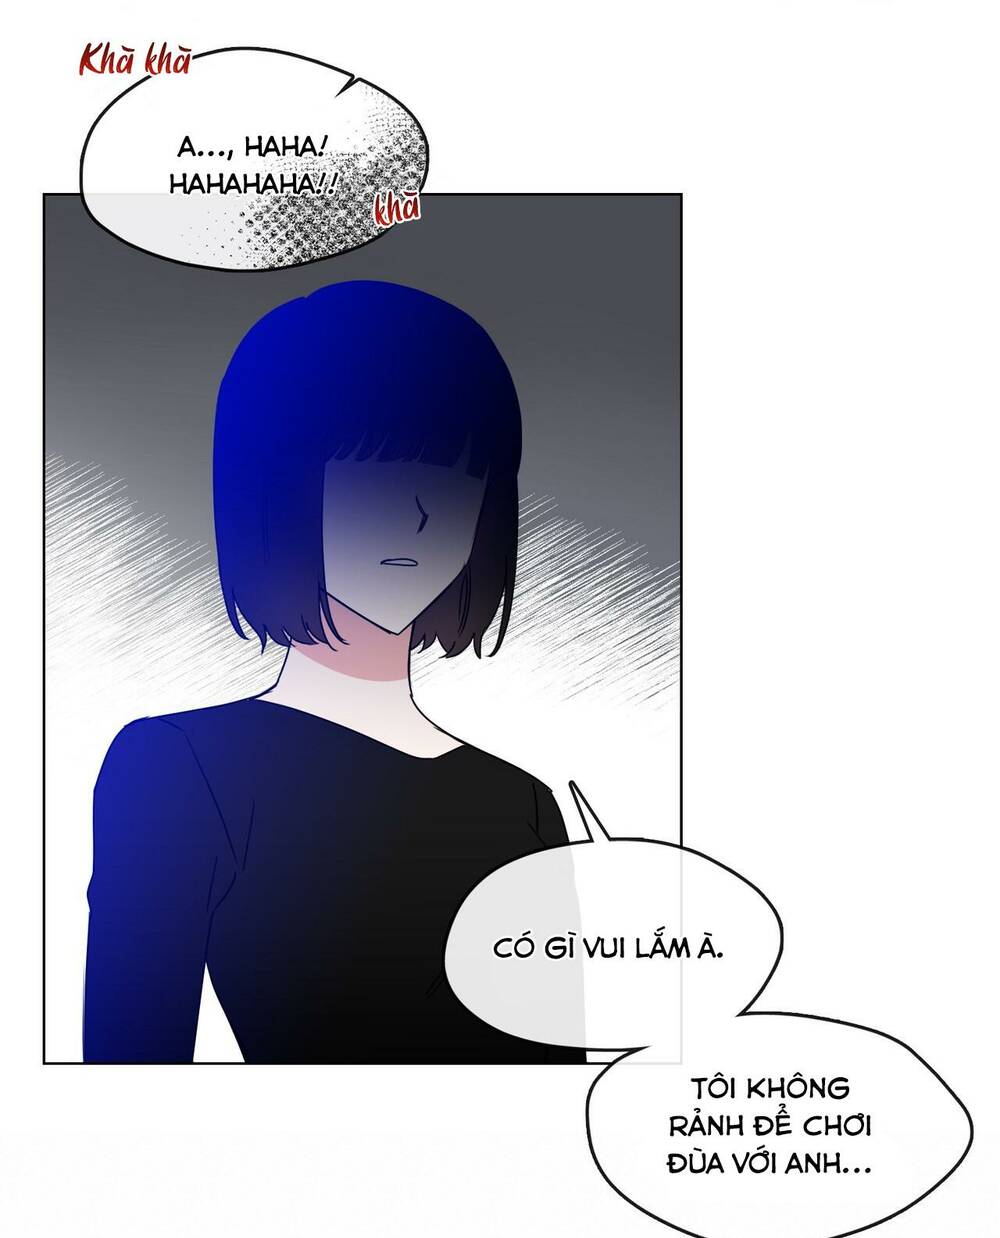 Khà khà
A..., HAHA!
HAHAHAHA!!
khà
CÓ GÌ VUI LẮM À.
TÔI KHÔNG
RẢNH ĐỂ CHƠI
ĐÙA VỚI ANH...